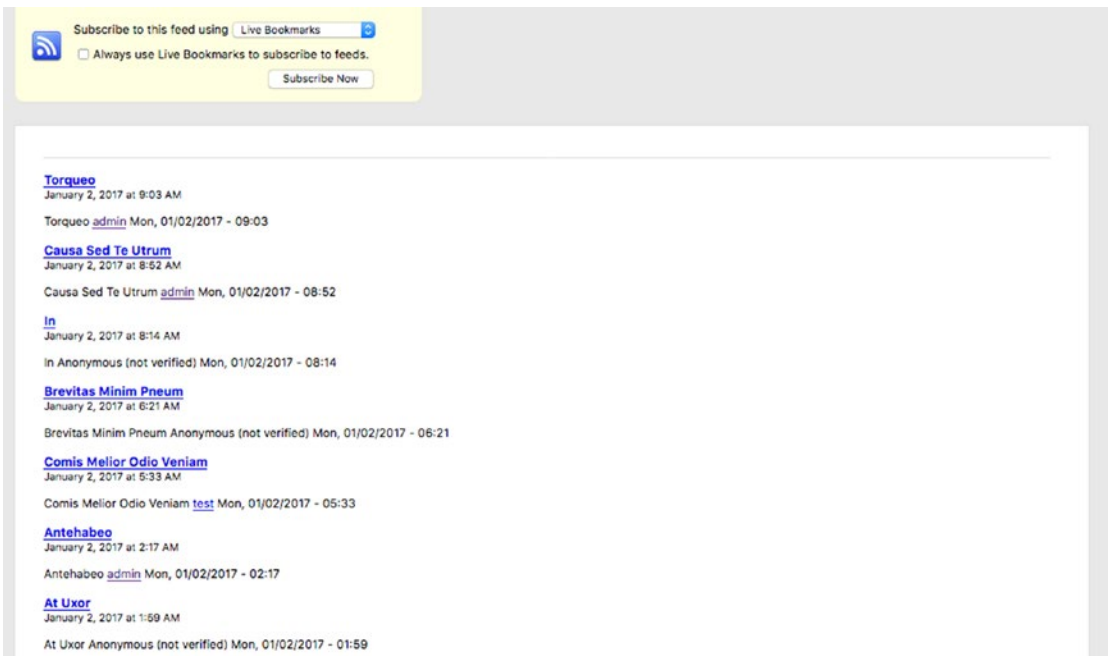 Subscribe to this feed using Live Bookmarks
Always use Live Bookmarks to subscribe to feeds.
Subscribe Now
Torqueo
January 2, 2017 at 9:03 AM
Torqueo admin Mon, 01/02/2017 - 09:03
Causa Sed Te Utrum
January 2, 2017 at 8:52 AM
Causa Sed Te Utrum admin Mon, 01/02/2017 - 08:52
In
January 2, 2017 at 8:14 AM
In Anonymous (not verified) Mon, 01/02/2017 - 08:14
Brevitas Minim Pneum
January 2, 2017 at 6:21 AM
Brevitas Minim Pneum Anonymous (not verified) Mon, 01/02/2017 - 06:21
Comis Melior Odio Veniam
January 2, 2017 at 5:33 AM
Comis Melior Odio Veniam test Mon, 01/02/2017 - 05:33
Antehabeo
January 2, 2017 at 2:17 AM
Antehabeo admin Mon, 01/02/2017 - 02:17
At Uxor
January 2, 2017 at 1:59 AM
At Uxor Anonymous (not verified) Mon, 01/02/2017 - 01:59